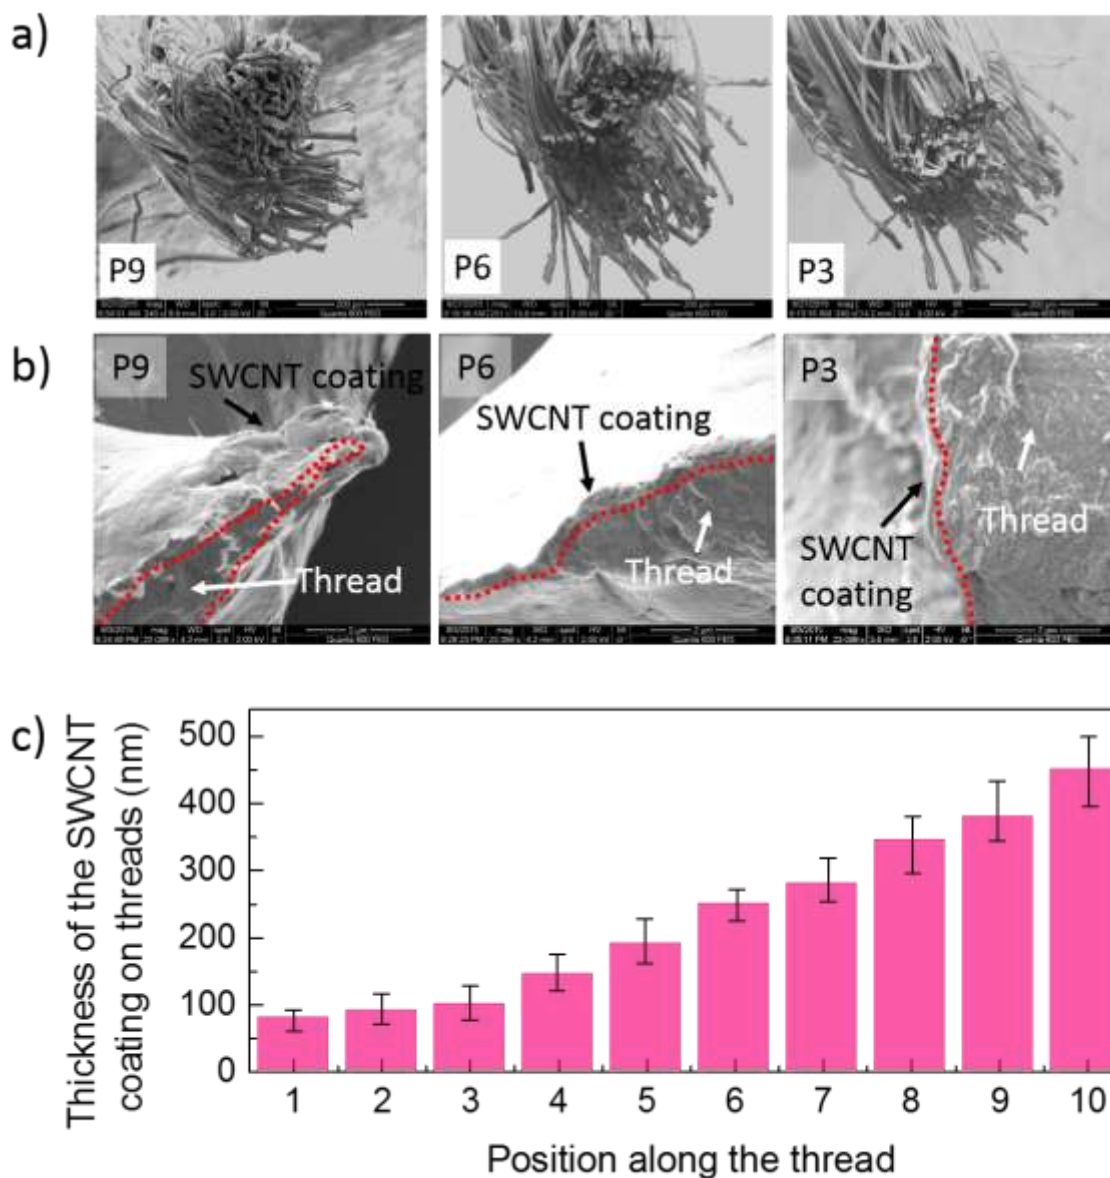 a)
P9
P6
P3
b)
P9
SWCNT coating
Thread
P6
SWCNT coating
Thread
P3
Thread
SWCNT
coating
c)
Thickness of the SWCNT
coating on threads (nm)
500
400
300
200
100
0
1 2 3 4 5 6 7 8 9 10
Position along the thread